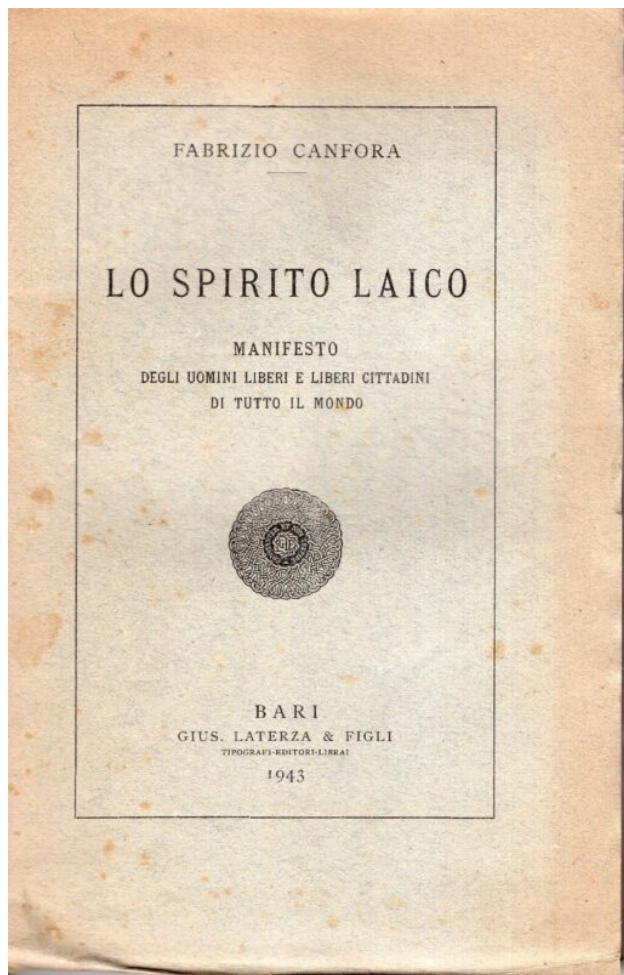 FABRIZIO CANFORA
LO SPIRITO LAICO
MANIFESTO
DEGLI UOMINI LIBERI E LIBERI CITTADINI
DI TUTTO IL MONDO
BARI
GIUS. LATERZA & FIGLI
TIPOGRAFI-EDITORI-LIBRAI
1943